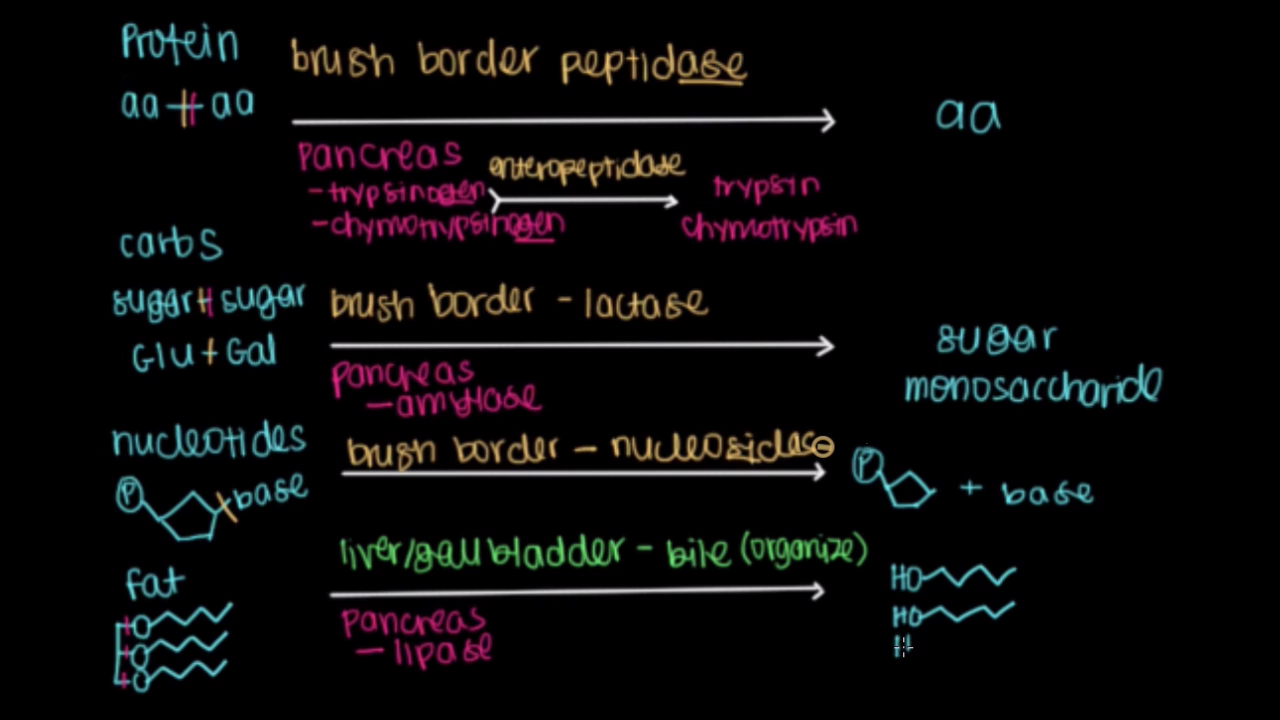 Protein
brush border peptidase
aa + aa
aa
Pancreas
enteropeptidase
-trypsinogen
trypsin
-chymotrypsinogen
chymotrypsin
carbs
sugar + sugar
brush border - lactase
Glu + Gal
sugar
monosaccharide
pancreas
-amylase
nucleotides
brush border - nucleosidase
P
base
P
+ base
liver/gallbladder - bile (organize)
fat
HO
O
HO
O
H
O
Pancreas
- lipase